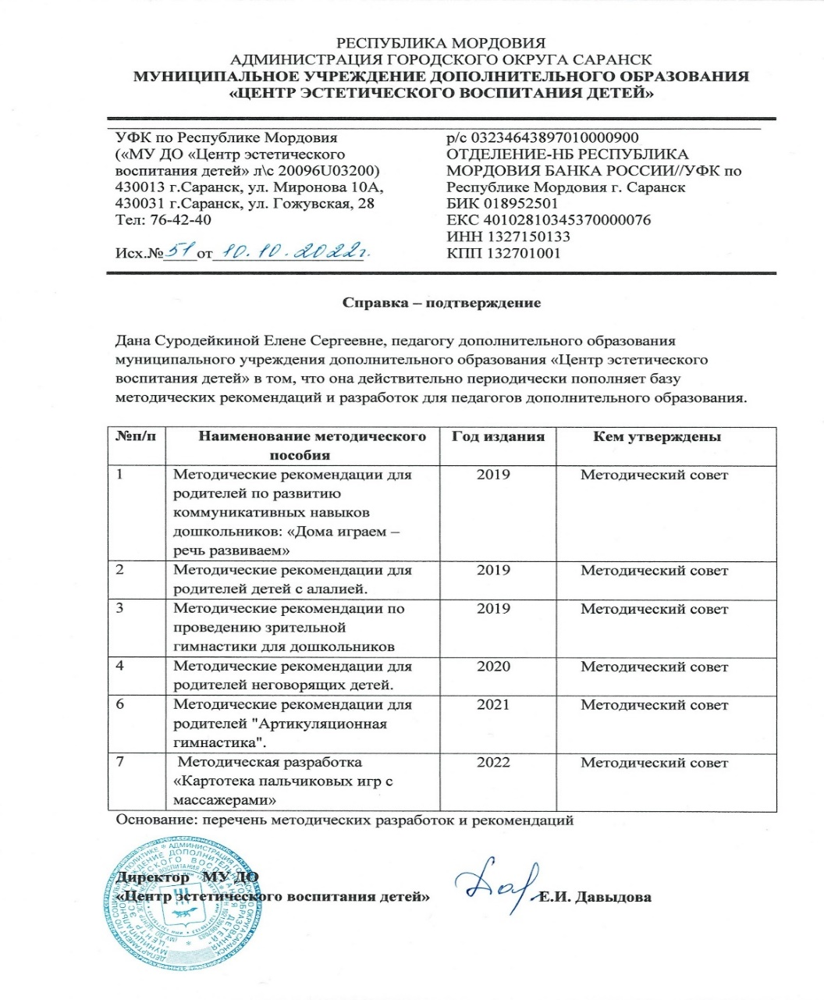 РЕСПУБЛИКА МОРДОВИЯ
АДМИНИСТРАЦИЯ ГОРОДСКОГО ОКРУГА САРАНСК
МУНИЦИПАЛЬНОЕ УЧРЕЖДЕНИЕ ДОПОЛНИТЕЛЬНОГО ОБРАЗОВАНИЯ
«ЦЕНТР ЭСТЕТИЧЕСКОГО ВОСПИТАНИЯ ДЕТЕЙ»
УФК по Республике Мордовия
(«МУ ДО «Центр эстетического
воспитания детей» л\с 20096U03200)
430013 г.Саранск, ул. Миронова 10А,
430031 г.Саранск, ул. Гожувская, 28
Тел: 76-42-40
Исх.№ 51 от 10.10.2022г.
р/с 03234643897010000900
ОТДЕЛЕНИЕ-НБ РЕСПУБЛИКА
МОРДОВИЯ БАНКА РОССИИ//УФК по
Республике Мордовия г. Саранск
БИК 018952501
ЕКС 40102810345370000076
ИНН 1327150133
КПП 132701001
Справка – подтверждение
Дана Суродейкиной Елене Сергеевне, педагогу дополнительного образования
муниципального учреждения дополнительного образования «Центр эстетического
воспитания детей» в том, что она действительно периодически пополняет базу
методических рекомендаций и разработок для педагогов дополнительного образования.
№п/п Наименование методического Год издания Кем утверждены
пособия
1 Методические рекомендации для 2019 Методический совет
родителей по развитию
коммуникативных навыков
дошкольников: «Дома играем –
речь развиваем»
2 Методические рекомендации для 2019 Методический совет
родителей детей с алалией.
3 Методические рекомендации по 2019 Методический совет
проведению зрительной
гимнастики для дошкольников
4 Методические рекомендации для 2020 Методический совет
родителей неговорящих детей.
6 Методические рекомендации для 2021 Методический совет
родителей "Артикуляционная
гимнастика".
7 Методическая разработка 2022 Методический совет
«Картотека пальчиковых игр с
массажерами»
Основание: перечень методических разработок и рекомендаций
Директор МУ ДО
«Центр эстетического воспитания детей» Е.И. Давыдова